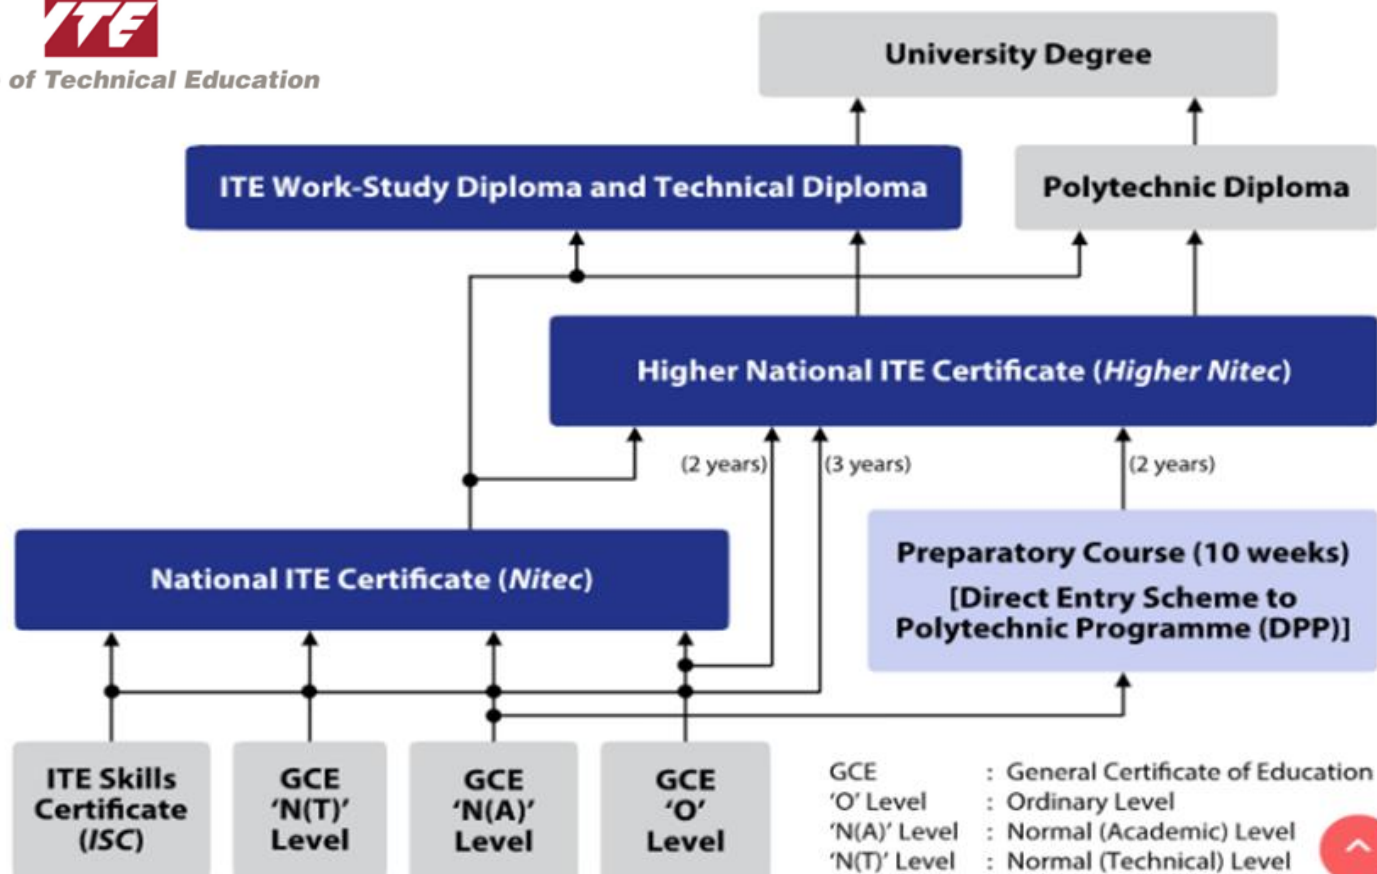 ITE
of Technical Education
University Degree
ITE Work-Study Diploma and Technical Diploma
Polytechnic Diploma
Higher National ITE Certificate (Higher Nitec)
(2 years)
(3 years)
(2 years)
National ITE Certificate (Nitec)
Preparatory Course (10 weeks)
[Direct Entry Scheme to
Polytechnic Programme (DPP)]
ITE Skills
Certificate
(ISC)
GCE
‘N(T)’
Level
GCE
‘N(A)’
Level
GCE
‘O’
Level
GCE : General Certificate of Education
‘O’ Level : Ordinary Level
‘N(A)’ Level : Normal (Academic) Level
‘N(T)’ Level : Normal (Technical) Level